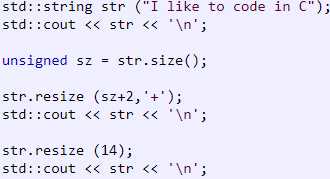 std::string str ("I like to code in C");
std::cout << str << '\n';
unsigned sz = str.size();
str.resize (sz+2,'+');
std::cout << str << '\n';
str.resize (14);
std::cout << str << '\n';